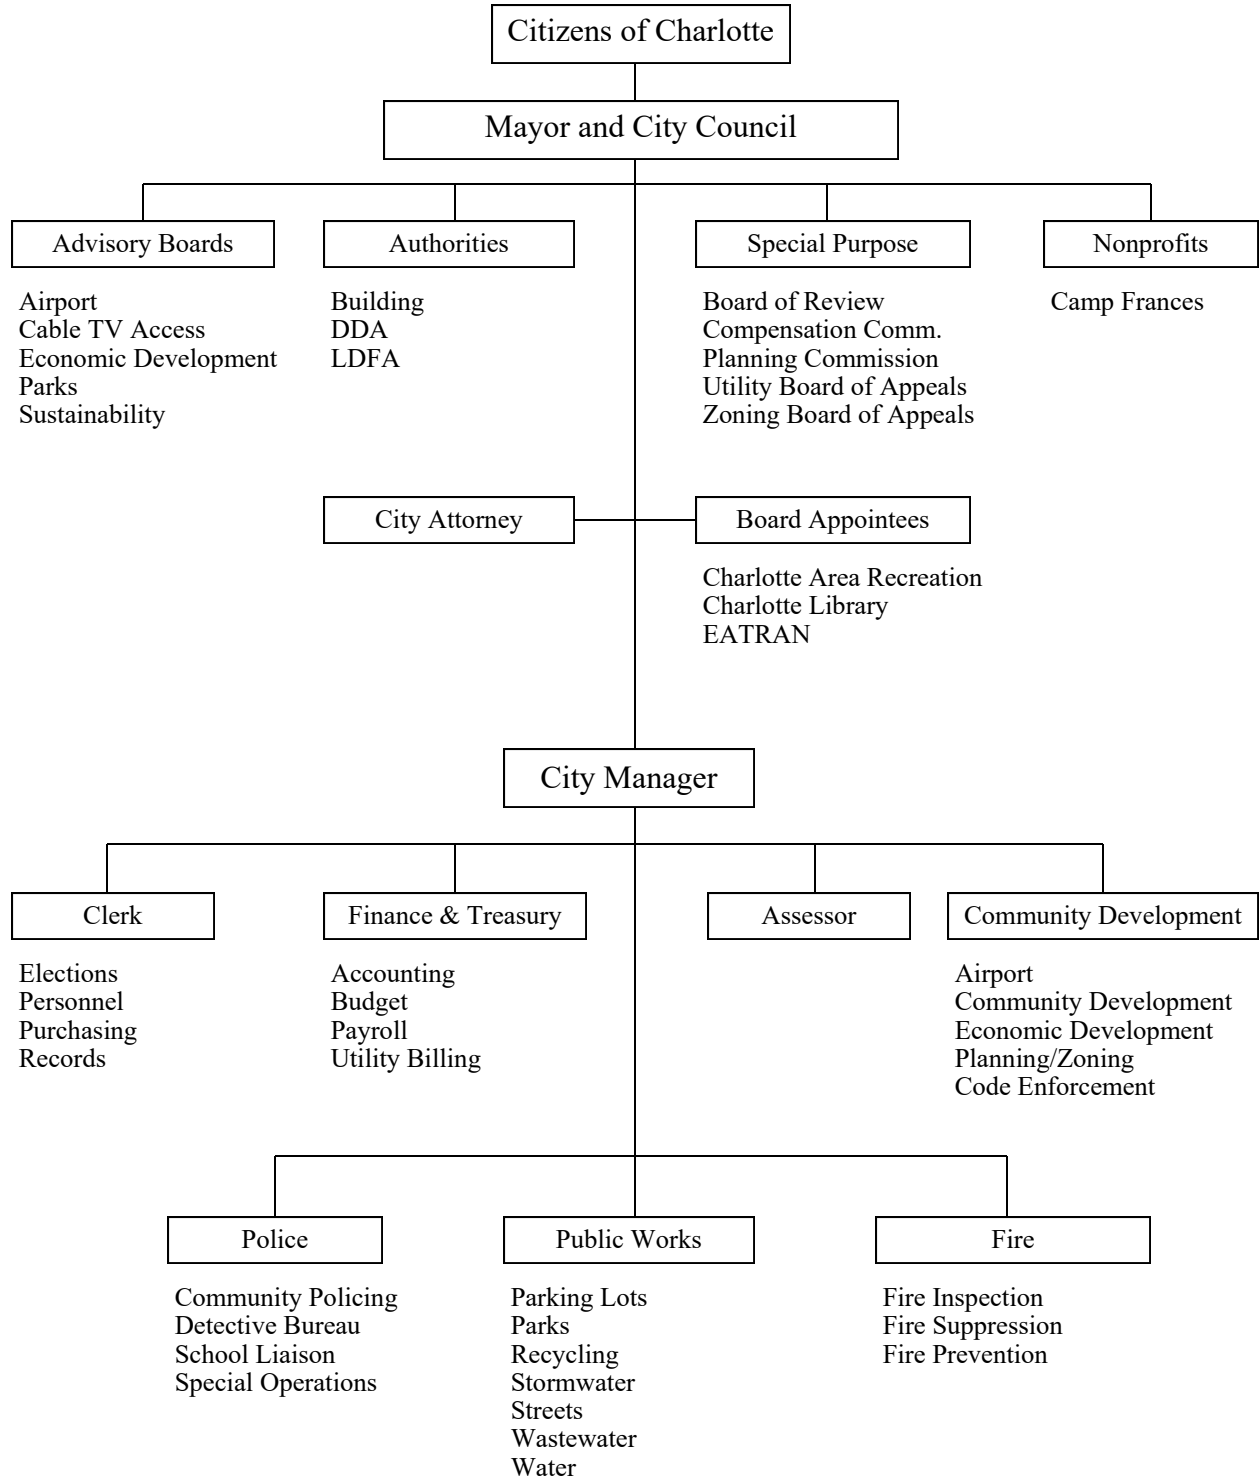 Citizens of Charlotte
Mayor and City Council
Advisory Boards
Airport
Cable TV Access
Economic Development
Parks
Sustainability
Authorities
Building
DDA
LDFA
Special Purpose
Board of Review
Compensation Comm.
Planning Commission
Utility Board of Appeals
Zoning Board of Appeals
Nonprofits
Camp Frances
City Attorney
Board Appointees
Charlotte Area Recreation
Charlotte Library
EATRAN
City Manager
Clerk
Elections
Personnel
Purchasing
Records
Finance & Treasury
Accounting
Budget
Payroll
Utility Billing
Assessor
Community Development
Airport
Community Development
Economic Development
Planning/Zoning
Code Enforcement
Police
Community Policing
Detective Bureau
School Liaison
Special Operations
Public Works
Parking Lots
Parks
Recycling
Stormwater
Streets
Wastewater
Water
Fire
Fire Inspection
Fire Suppression
Fire Prevention